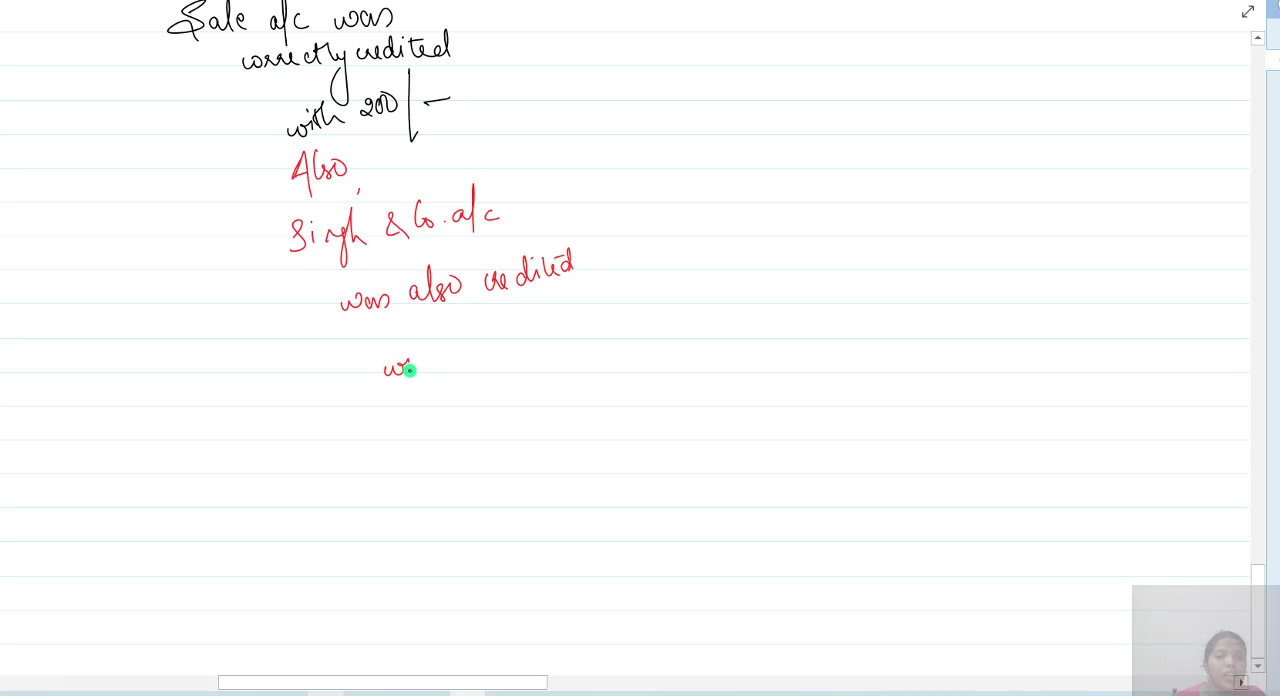 Sale a/c was
correctly credited
with 200/-
Also,
Singh & Co. a/c
was also credited
w